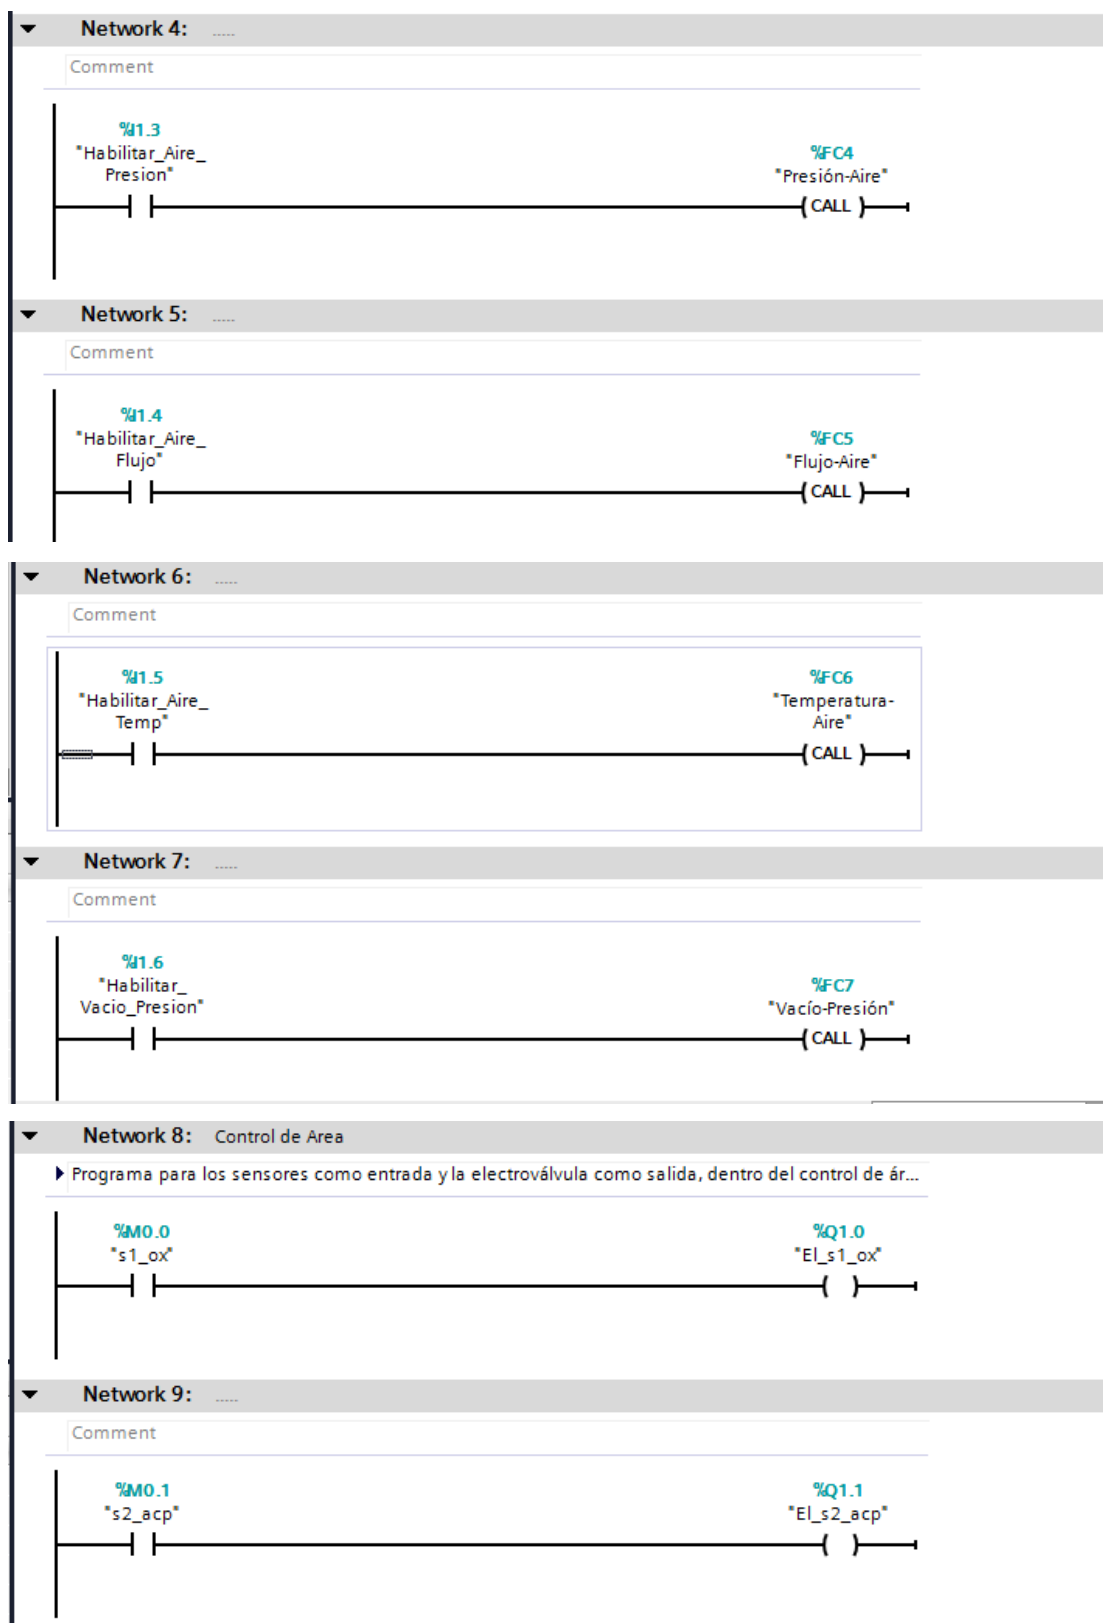 Network 4: .....
Comment
%I1.3
"Habilitar_Aire_
Presion"
%FC4
"Presión-Aire"
CALL
Network 5: .....
Comment
%I1.4
"Habilitar_Aire_
Flujo"
%FC5
"Flujo-Aire"
CALL
Network 6: .....
Comment
%I1.5
"Habilitar_Aire_
Temp"
%FC6
"Temperatura-
Aire"
CALL
Network 7: .....
Comment
%I1.6
"Habilitar_
Vacio_Presion"
%FC7
"Vacío-Presión"
CALL
Network 8: Control de Area
Programa para los sensores como entrada y la electroválvula como salida, dentro del control de ár...
%M0.0
"s1_ox"
%Q1.0
"El_s1_ox"
Network 9: .....
Comment
%M0.1
"s2_acp"
%Q1.1
"El_s2_acp"